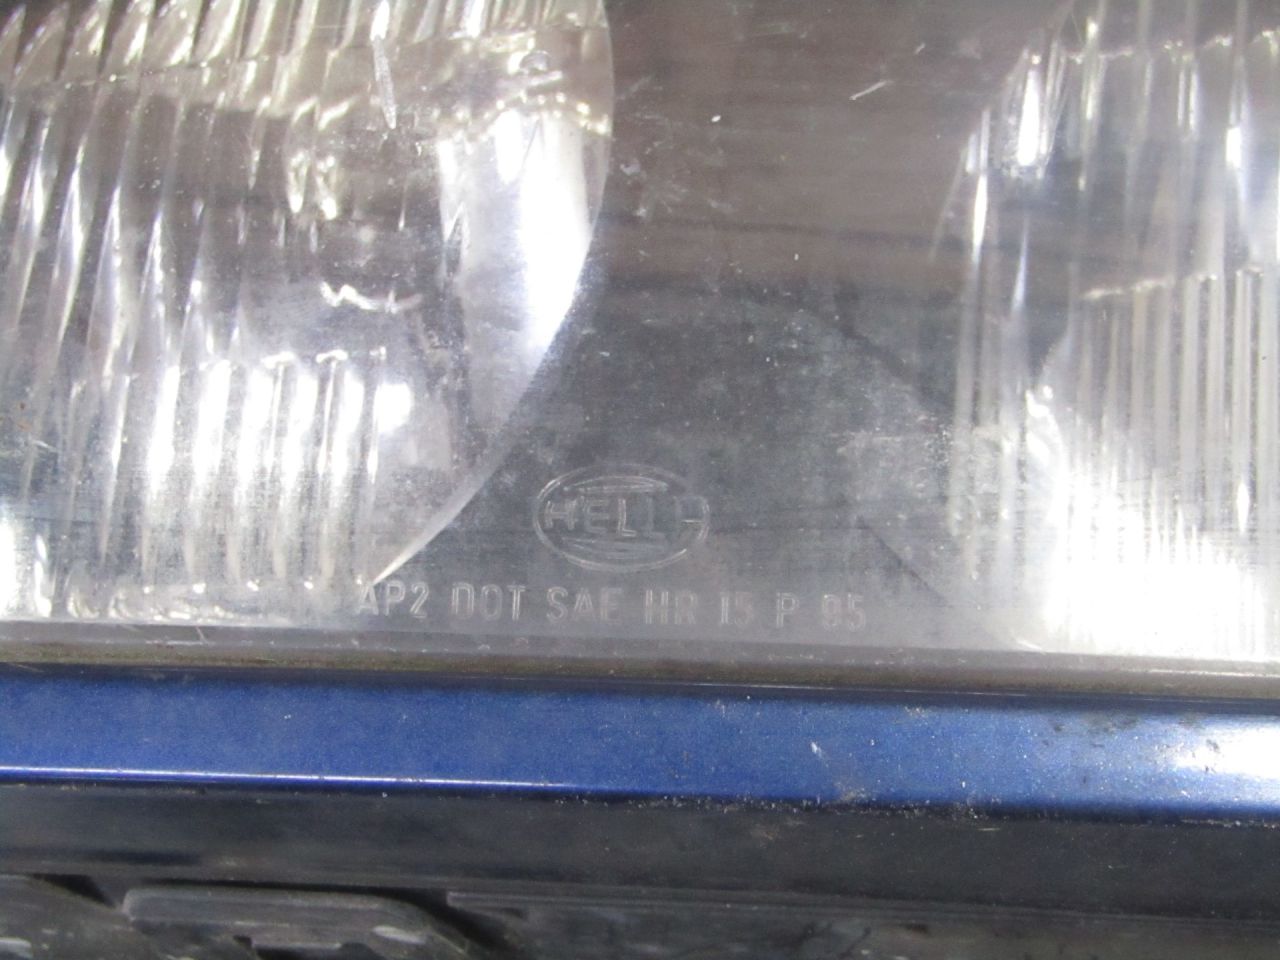 HELLA
AP2 DOT SAE HR 15 P 95